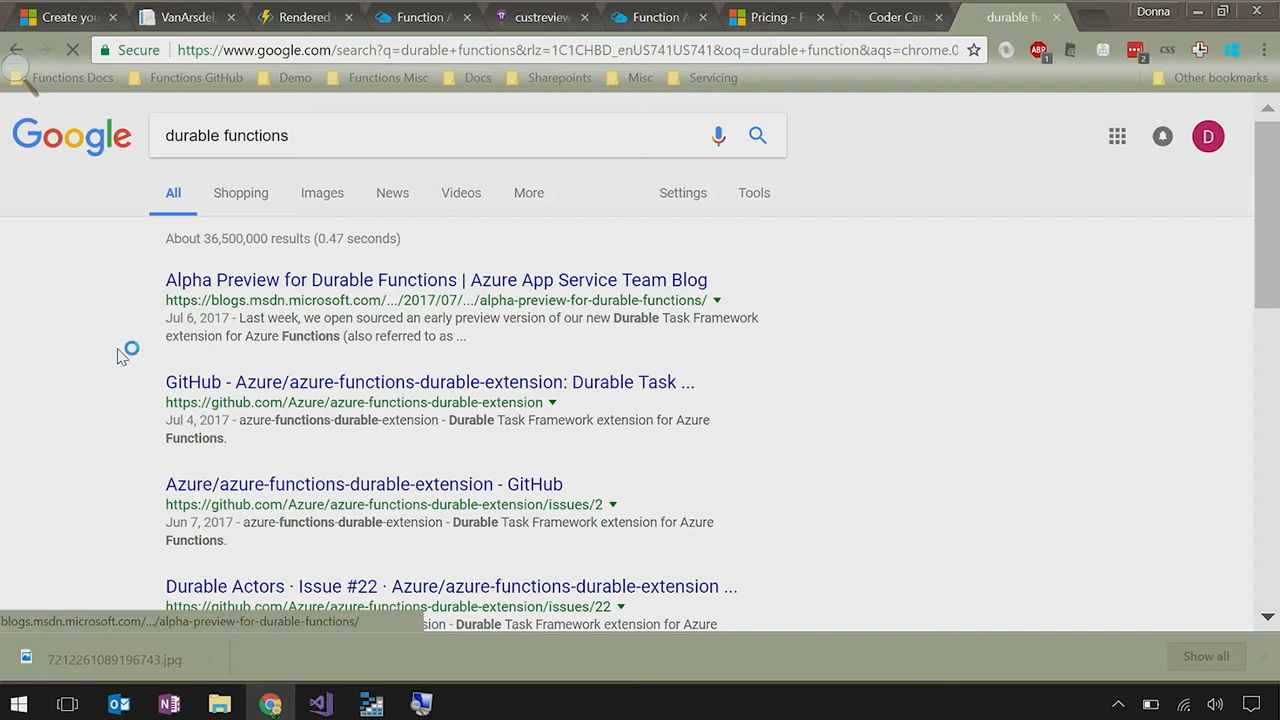 Create you
VanArsdel
Rendered
Function A
custreview
Function A
Pricing - F
Coder Car
durable fu
Donna
Secure
https://www.google.com/search?q=durable+functions&rlz=1C1CHBD_enUS741US741&oq=durable+function&aqs=chrome.0
ABP
1
2
CSS
Functions Docs
Functions GitHub
Demo
Functions Misc
Docs
Sharepoints
Misc
Servicing
Other bookmarks
Google
durable functions
D
All
Shopping
Images
News
Videos
More
Settings
Tools
About 36,500,000 results (0.47 seconds)
Alpha Preview for Durable Functions | Azure App Service Team Blog
https://blogs.msdn.microsoft.com/.../2017/07/.../alpha-preview-for-durable-functions/
Jul 6, 2017 - Last week, we open sourced an early preview version of our new Durable Task Framework
extension for Azure Functions (also referred to as ...
GitHub - Azure/azure-functions-durable-extension: Durable Task ...
https://github.com/Azure/azure-functions-durable-extension
Jul 4, 2017 - azure-functions-durable-extension - Durable Task Framework extension for Azure
Functions.
Azure/azure-functions-durable-extension - GitHub
https://github.com/Azure/azure-functions-durable-extension/issues/2
Jun 7, 2017 - azure-functions-durable-extension - Durable Task Framework extension for Azure
Functions.
Durable Actors · Issue #22 · Azure/azure-functions-durable-extension ...
https://github.com/Azure/azure-functions-durable-extension/issues/22
sion - Durable Task Framework extension for Azure
blogs.msdn.microsoft.com/.../alpha-preview-for-durable-functions/
7212261089196743.jpg
Show all